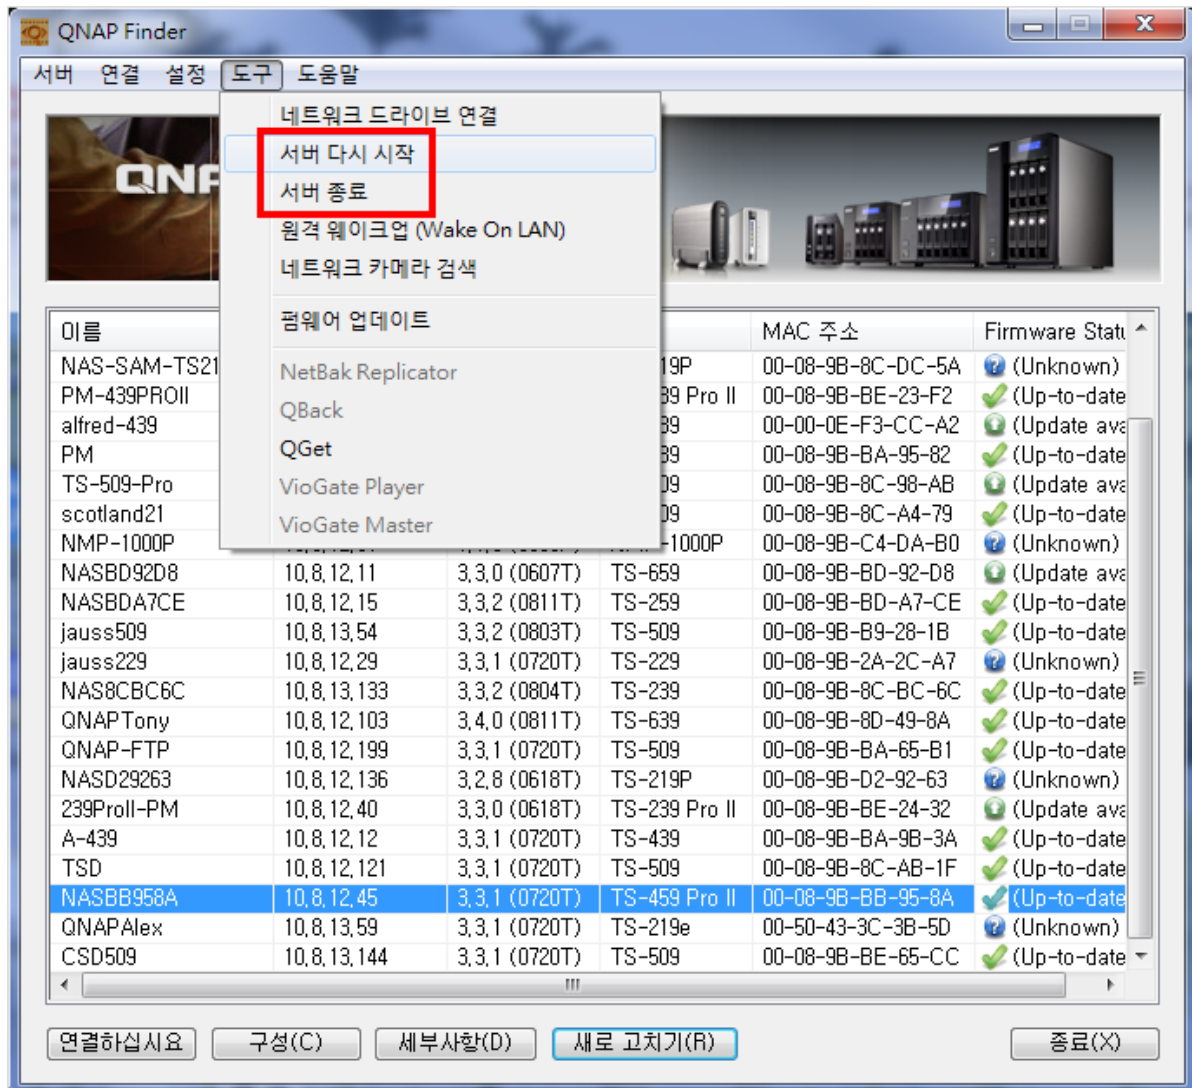 QNAP Finder
서버 연결 설정 도구 도움말
네트워크 드라이브 연결
서버 다시 시작
서버 종료
원격 웨이크업 (Wake On LAN)
네트워크 카메라 검색
펌웨어 업데이트
NetBak Replicator
QBack
QGet
VioGate Player
VioGate Master
이름 MAC 주소 Firmware Statu
NAS-SAM-TS21 19P 00-08-9B-8C-DC-5A (Unknown)
PM-439PROII 39 Pro II 00-08-9B-BE-23-F2 (Up-to-date
alfred-439 39 00-00-0E-F3-CC-A2 (Update ava
PM 39 00-08-9B-BA-95-82 (Up-to-date
TS-509-Pro 09 00-08-9B-8C-98-AB (Update ava
scotland21 09 00-08-9B-8C-A4-79 (Up-to-date
NMP-1000P -1000P 00-08-9B-C4-DA-B0 (Unknown)
NASBD92D8 10,8,12,11 3,3,0 (0607T) TS-659 00-08-9B-BD-92-D8 (Update ava
NASBDA7CE 10,8,12,15 3,3,2 (0811T) TS-259 00-08-9B-BD-A7-CE (Up-to-date
jauss509 10,8,13,54 3,3,2 (0803T) TS-509 00-08-9B-B9-28-1B (Up-to-date
jauss229 10,8,12,29 3,3,1 (0720T) TS-229 00-08-9B-2A-2C-A7 (Unknown)
NAS8CBC6C 10,8,13,133 3,3,2 (0804T) TS-239 00-08-9B-8C-BC-6C (Up-to-date
QNAPTony 10,8,12,103 3,4,0 (0811T) TS-639 00-08-9B-8D-49-8A (Up-to-date
QNAP-FTP 10,8,12,199 3,3,1 (0720T) TS-509 00-08-9B-BA-65-B1 (Up-to-date
NASD29263 10,8,12,136 3,2,8 (0618T) TS-219P 00-08-9B-D2-92-63 (Unknown)
239ProII-PM 10,8,12,40 3,3,0 (0618T) TS-239 Pro II 00-08-9B-BE-24-32 (Update ava
A-439 10,8,12,12 3,3,1 (0720T) TS-439 00-08-9B-BA-9B-3A (Up-to-date
TSD 10,8,12,121 3,3,1 (0720T) TS-509 00-08-9B-8C-AB-1F (Up-to-date
NASBB958A 10,8,12,45 3,3,1 (0720T) TS-459 Pro II 00-08-9B-BB-95-8A (Up-to-date
QNAPAlex 10,8,13,59 3,3,1 (0720T) TS-219e 00-50-43-3C-3B-5D (Unknown)
CSD509 10,8,13,144 3,3,1 (0720T) TS-509 00-08-9B-BE-65-CC (Up-to-date
연결하십시요 구성(C) 세부사항(D) 새로 고치기(R) 종료(X)